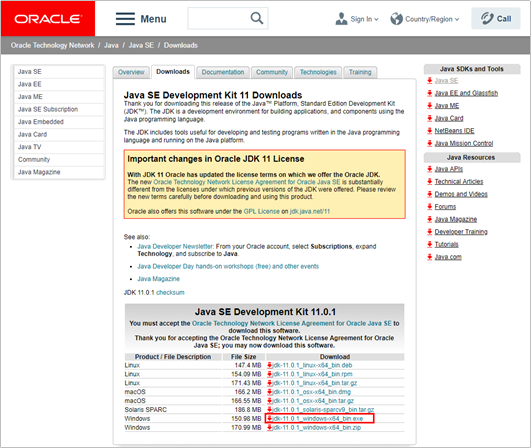 ORACLE
Menu
Sign In
Country/Region
Call
Oracle Technology Network / Java / Java SE / Downloads
Java SE
Java EE
Java ME
Java SE Subscription
Java Embedded
Java Card
Java TV
Community
Java Magazine
Overview Downloads Documentation Community Technologies Training
Java SE Development Kit 11 Downloads
Thank you for downloading this release of the Java™ Platform, Standard Edition Development Kit
(JDK™). The JDK is a development environment for building applications, and components using the
Java programming language.
The JDK includes tools useful for developing and testing programs written in the Java programming
language and running on the Java platform.
Important changes in Oracle JDK 11 License
With JDK 11 Oracle has updated the license terms on which we offer the Oracle JDK.
The new Oracle Technology Network License Agreement for Oracle Java SE is substantially
different from the licenses under which previous versions of the JDK were offered. Please review
the new terms carefully before downloading and using this product.
Oracle also offers this software under the GPL License on jdk.java.net/11
See also:
Java Developer Newsletter: From your Oracle account, select Subscriptions, expand
Technology, and subscribe to Java.
Java Developer Day hands-on workshops (free) and other events
Java Magazine
JDK 11.0.1 checksum
Java SE Development Kit 11.0.1
You must accept the Oracle Technology Network License Agreement for Oracle Java SE to
download this software.
Thank you for accepting the Oracle Technology Network License Agreement for Oracle Java
SE; you may now download this software.
Product / File Description File Size Download
Linux 147.4 MB jdk-11.0.1_linux-x64_bin.deb
Linux 154.09 MB jdk-11.0.1_linux-x64_bin.rpm
Linux 171.43 MB jdk-11.0.1_linux-x64_bin.tar.gz
macOS 166.2 MB jdk-11.0.1_osx-x64_bin.dmg
macOS 166.55 MB jdk-11.0.1_osx-x64_bin.tar.gz
Solaris SPARC 186.8 MB jdk-11.0.1_solaris-sparcv9_bin.tar.gz
Windows 150.98 MB jdk-11.0.1_windows-x64_bin.exe
Windows 170.99 MB jdk-11.0.1_windows-x64_bin.zip
Java SDKs and Tools
Java SE
Java EE and Glassfish
Java ME
Java Card
NetBeans IDE
Java Mission Control
Java Resources
Java APIs
Technical Articles
Demos and Videos
Forums
Java Magazine
Developer Training
Tutorials
Java.com